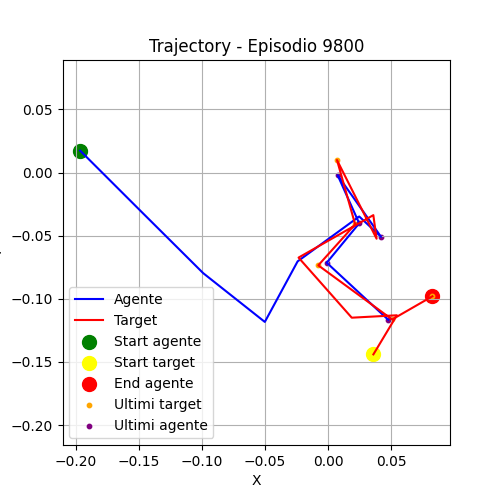 Trajectory - Episodio 9800
0.05
0.00
−0.05
−0.10
−0.15
−0.20
Agente
Target
Start agente
Start target
End agente
Ultimi target
Ultimi agente
−0.20 −0.15 −0.10 −0.05 0.00 0.05
X